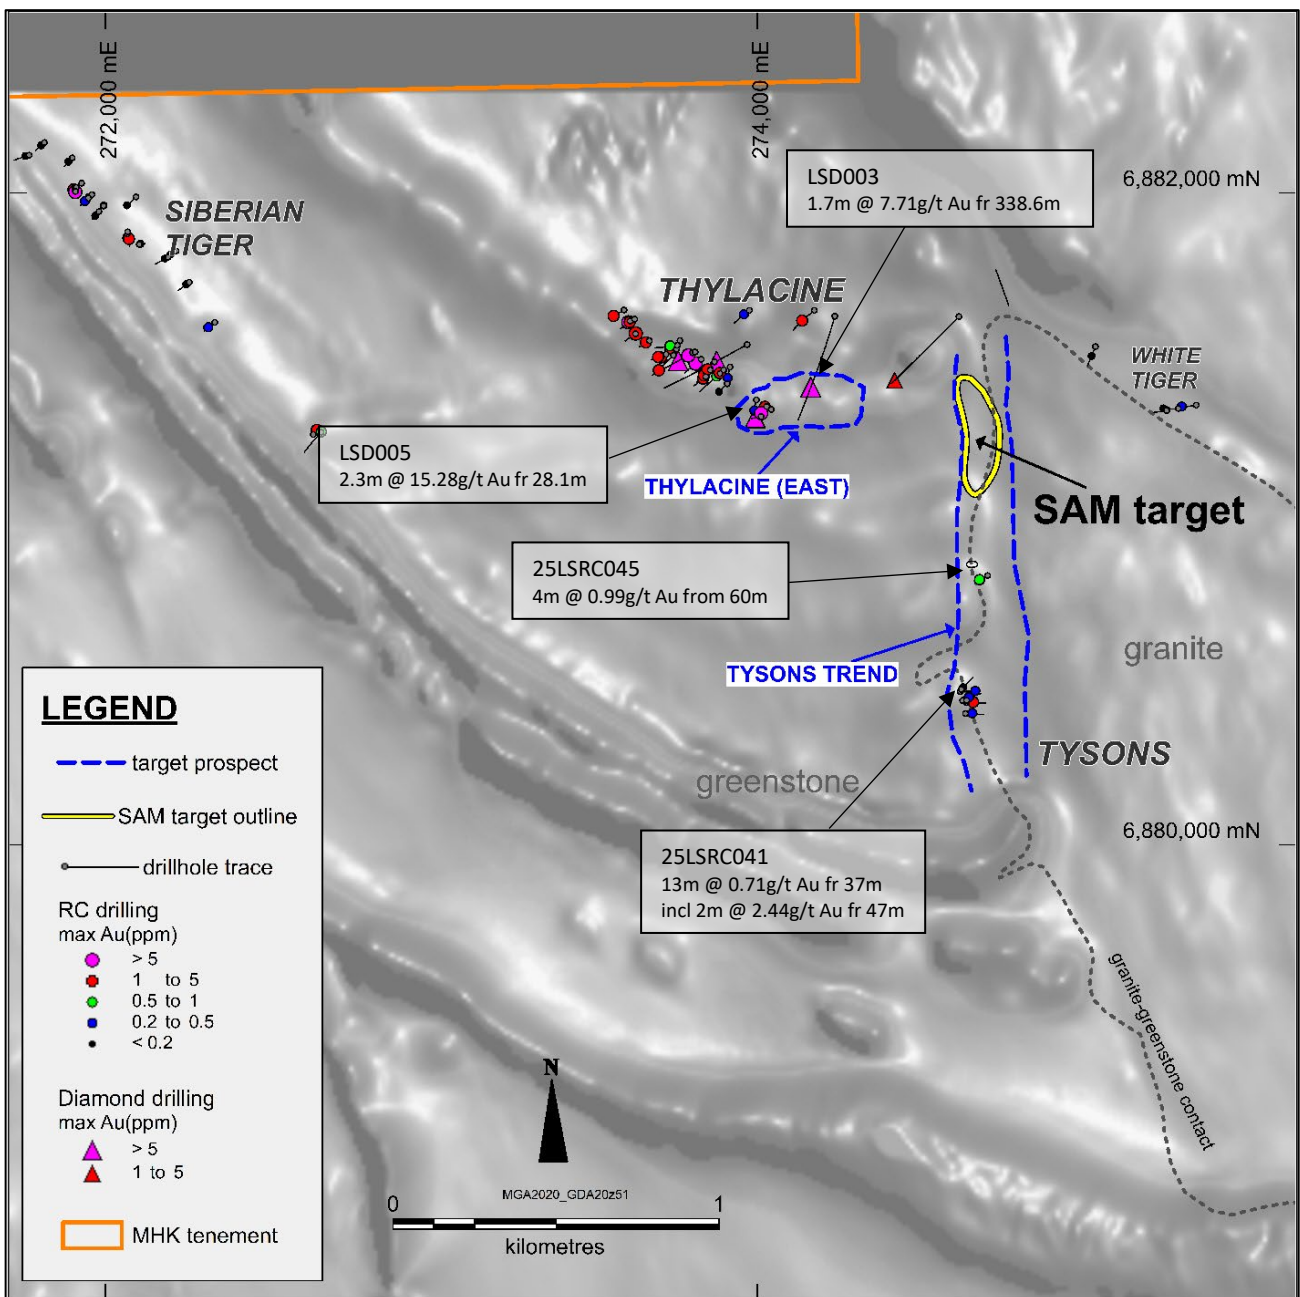 272,000 mE
274,000 mE
LSD003
1.7m @ 7.71g/t Au fr 338.6m
6,882,000 mN
SIBERIAN
TIGER
THYLACINE
WHITE
TIGER
LSD005
2.3m @ 15.28g/t Au fr 28.1m
THYLACINE (EAST)
SAM target
25LSRC045
4m @ 0.99g/t Au from 60m
granite
TYSONS TREND
TYSONS
greenstone
6,880,000 mN
25LSRC041
13m @ 0.71g/t Au fr 37m
incl 2m @ 2.44g/t Au fr 47m
granite-greenstone contact
LEGEND
target prospect
SAM target outline
drillhole trace
RC drilling
max Au(ppm)
> 5
1 to 5
0.5 to 1
0.2 to 0.5
< 0.2
Diamond drilling
max Au(ppm)
> 5
1 to 5
MHK tenement
N
MGA2020_GDA20z51
0 1
kilometres